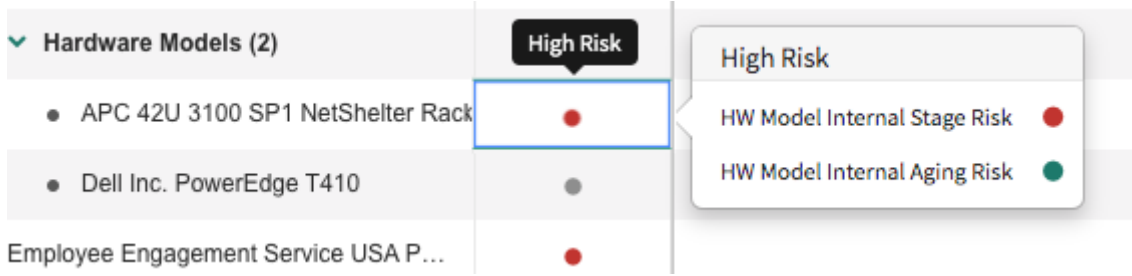 Hardware Models (2)
High Risk
High Risk
APC 42U 3100 SP1 NetShelter Rack
HW Model Internal Stage Risk
HW Model Internal Aging Risk
Dell Inc. PowerEdge T410
Employee Engagement Service USA P...